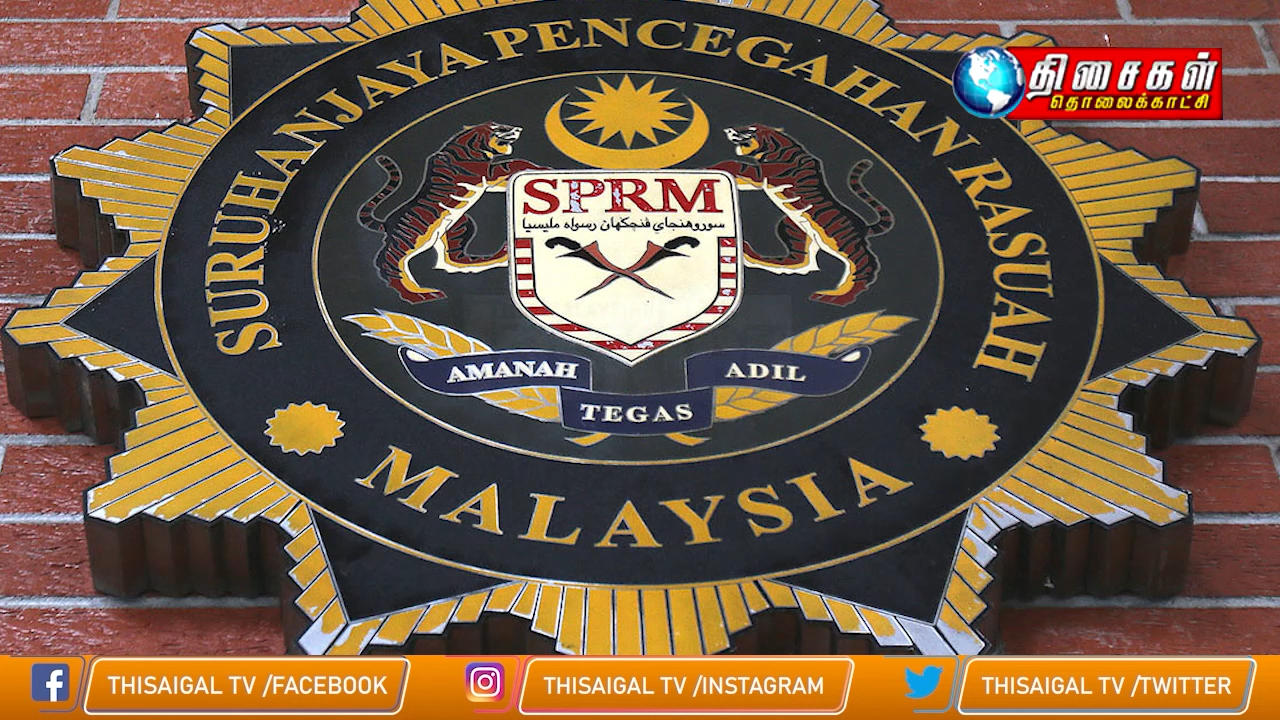 SURUHANJAYA PENCEGAHAN RASUAH
MALAYSIA
SPRM
سوروهنجاي ڤنچݢهان رسواه مليسيا
AMANAH
TEGAS
ADIL
திசைகள்
தொலைக்காட்சி
THISAIGAL TV /FACEBOOK
THISAIGAL TV /INSTAGRAM
THISAIGAL TV /TWITTER